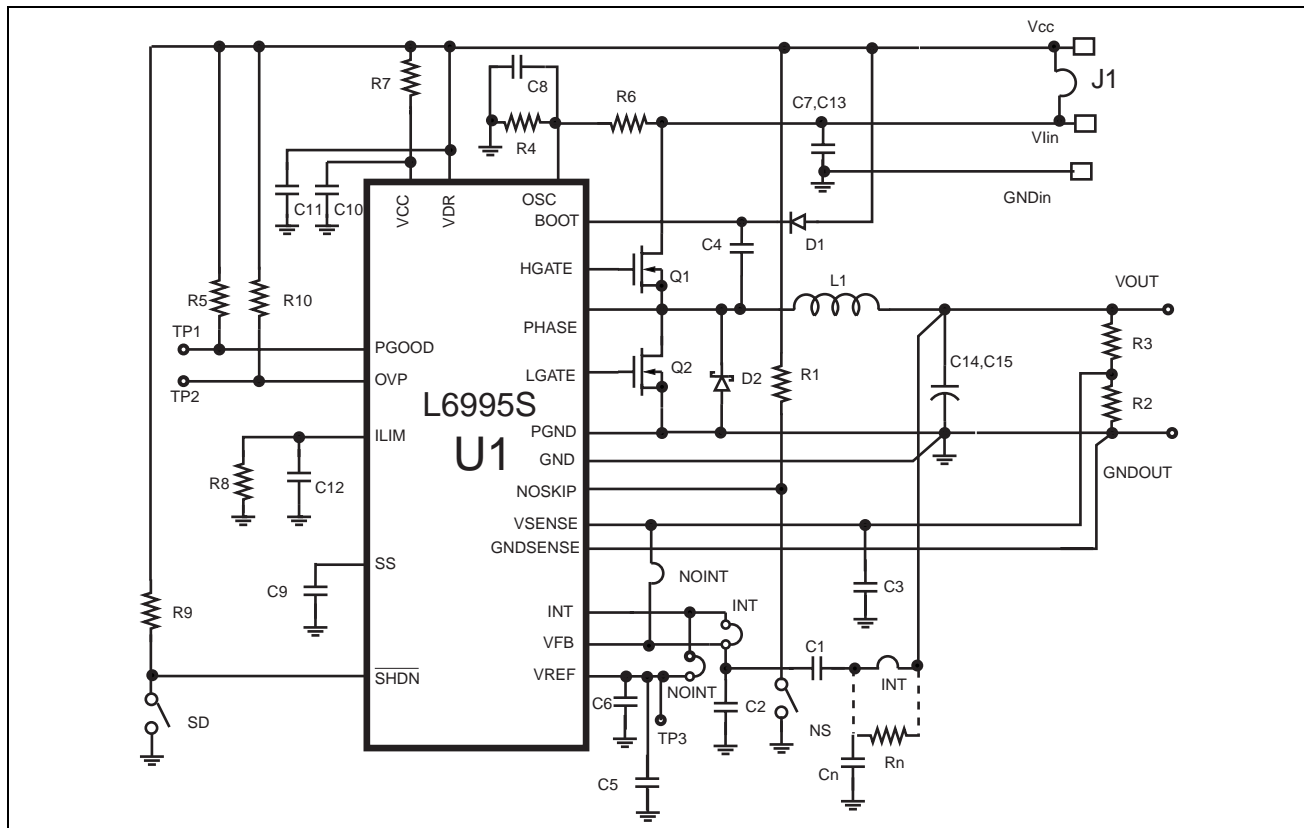 Vcc
J1
R7
C8
R6
C7,C13
R4
VIin
GNDin
C11
C10
VCC
VDR
OSC
BOOT
C4
D1
HGATE
Q1
L1
VOUT
R5
R10
TP1
PHASE
PGOOD
Q2
D2
R1
C14,C15
R3
TP2
OVP
LGATE
L6995S
U1
R2
PGND
ILIM
GND
GNDOUT
R8
C12
NOSKIP
VSENSE
GNDSENSE
SS
C9
NOINT
C3
R9
INT
INT
VFB
C1
SHDN
VREF
NOINT
INT
C6
C2
SD
TP3
NS
Rn
Cn
C5